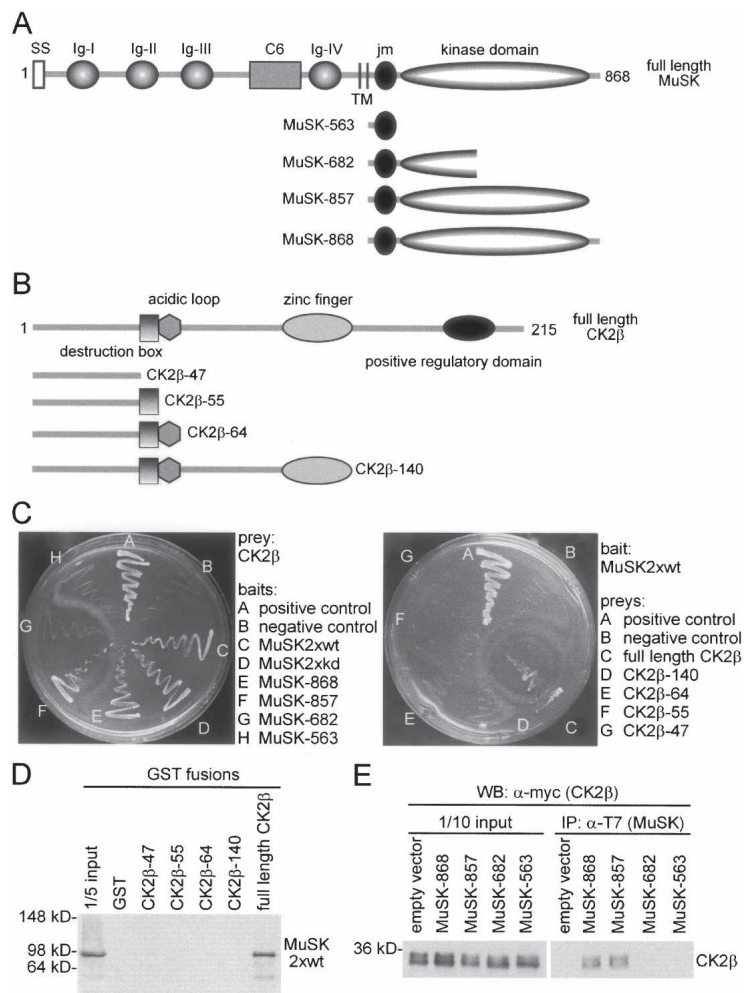 A
SS Ig-I Ig-II Ig-III C6 Ig-IV jm kinase domain
1 868 full length MuSK
TM
MuSK-563
MuSK-682
MuSK-857
MuSK-868
B
acidic loop zinc finger
1 215 full length CK2β
destruction box positive regulatory domain
CK2β-47
CK2β-55
CK2β-64
CK2β-140
C
A B C D E F G H
prey:
CK2β
baits:
A positive control
B negative control
C MuSK2xwt
D MuSK2xkd
E MuSK-868
F MuSK-857
G MuSK-682
H MuSK-563
A B C D E F G
bait:
MuSK2xwt
preys:
A positive control
B negative control
C full length CK2β
D CK2β-140
E CK2β-64
F CK2β-55
G CK2β-47
D
GST fusions
1/5 input
GST
CK2β-47
CK2β-55
CK2β-64
CK2β-140
full length CK2β
148 kD-
98 kD-
64 kD-
MuSK
2xwt
E
WB: α-myc (CK2β)
1/10 input IP: α-T7 (MuSK)
empty vector
MuSK-868
MuSK-857
MuSK-682
MuSK-563
empty vector
MuSK-868
MuSK-857
MuSK-682
MuSK-563
36 kD-
CK2β